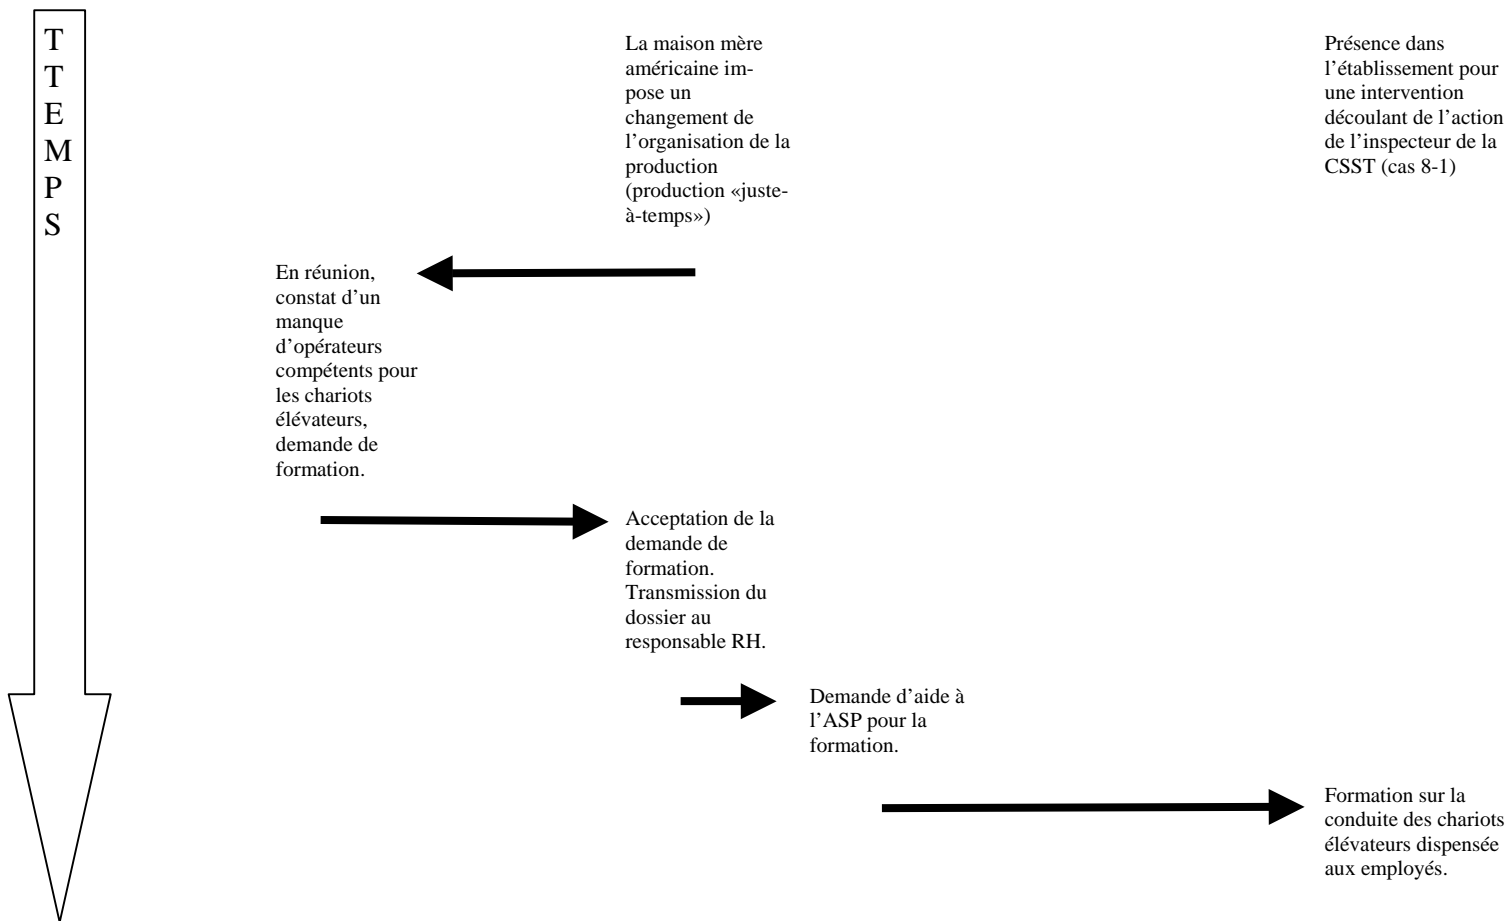 T
T
E
M
P
S
La maison mère
américaine im-
pose un
changement de
l’organisation de la
production
(production «juste-
à-temps»)
Présence dans
l’établissement pour
une intervention
découlant de l’action
de l’inspecteur de la
CSST (cas 8-1)
En réunion,
constat d’un
manque
d’opérateurs
compétents pour
les chariots
élévateurs,
demande de
formation.
Acceptation de la
demande de
formation.
Transmission du
dossier au
responsable RH.
Demande d’aide à
l’ASP pour la
formation.
Formation sur la
conduite des chariots
élévateurs dispensée
aux employés.